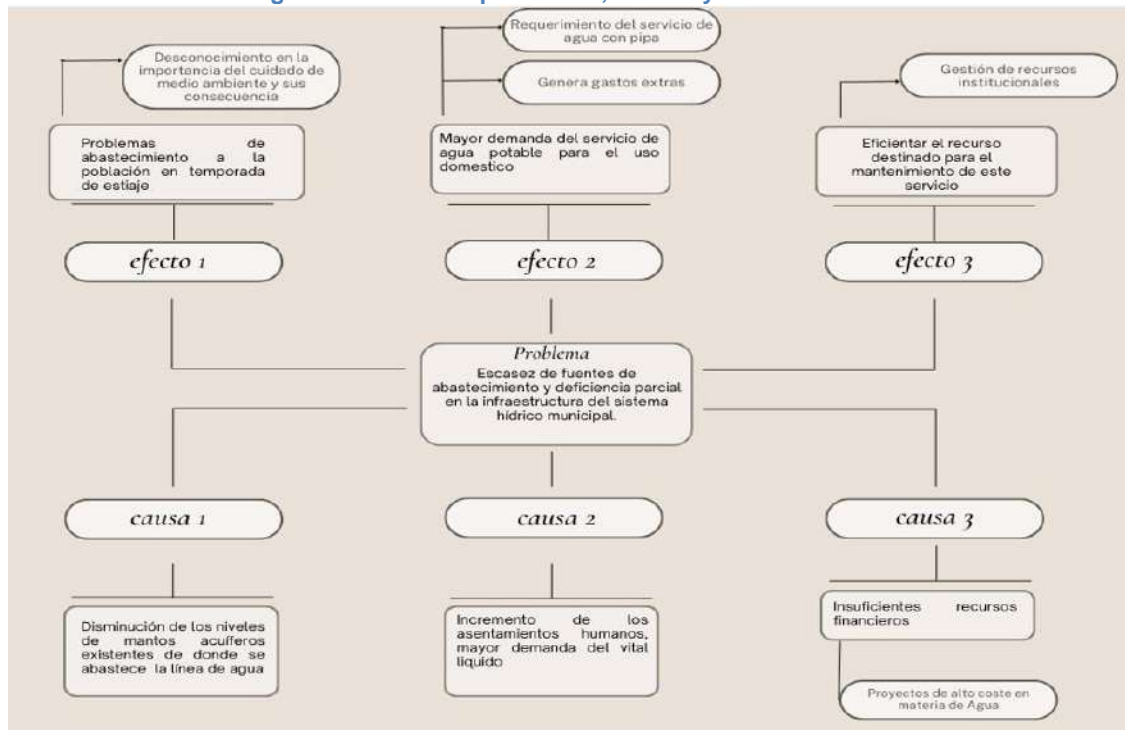 Requerimiento del servicio de
agua con pipa
Desconocimiento en la
importancia del cuidado de
medio ambiente y sus
consecuencia
Genera gastos extras
Gestión de recursos
institucionales
Problemas de
abastecimiento a la
población en temporada
de estiaje
Mayor demanda del servicio de
agua potable para el uso
domestico
Eficientar el recurso
destinado para el
mantenimiento de este
servicio
efecto 1
efecto 2
efecto 3
Problema
Escasez de fuentes de
abastecimiento y deficiencia parcial
en la infraestructura del sistema
hídrico municipal.
causa 1
causa 2
causa 3
Disminución de los niveles
de mantos acuíferos
existentes de donde se
abastece la línea de agua
Incremento de los
asentamientos humanos,
mayor demanda del vital
liquido
Insuficientes recursos
financieros
Proyectos de alto coste en
materia de Agua